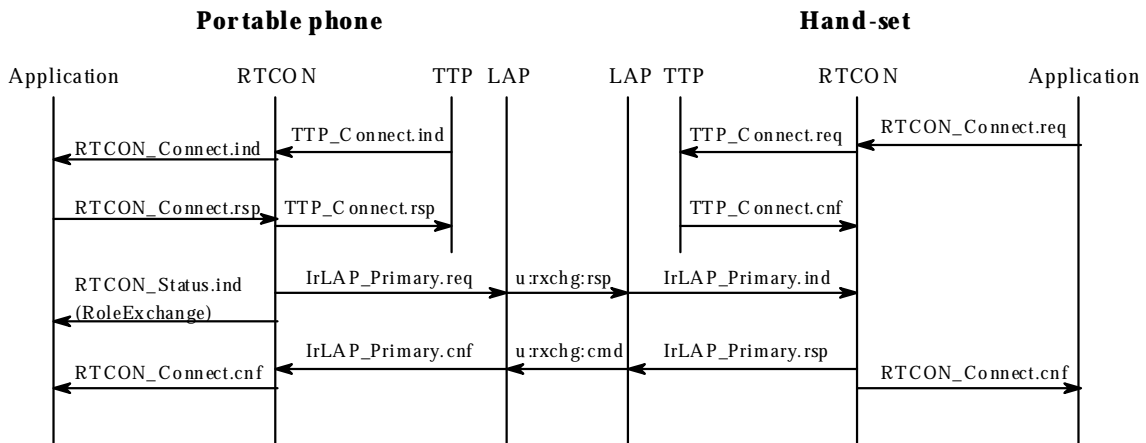 Portable phone Hand-set
Application RTCON TTP LAP LAP TTP RTCON Application
TTP_Connect.ind TTP_Connect.req RTCON_Connect.req
RTCON_Connect.ind
RTCON_Connect.rsp TTP_Connect.rsp TTP_Connect.cnf
RTCON_Status.ind IrLAP_Primary.req u:rxchg:rsp IrLAP_Primary.ind
(RoleExchange)
IrLAP_Primary.cnf u:rxchg:cmd IrLAP_Primary.rsp
RTCON_Connect.cnf RTCON_Connect.cnf